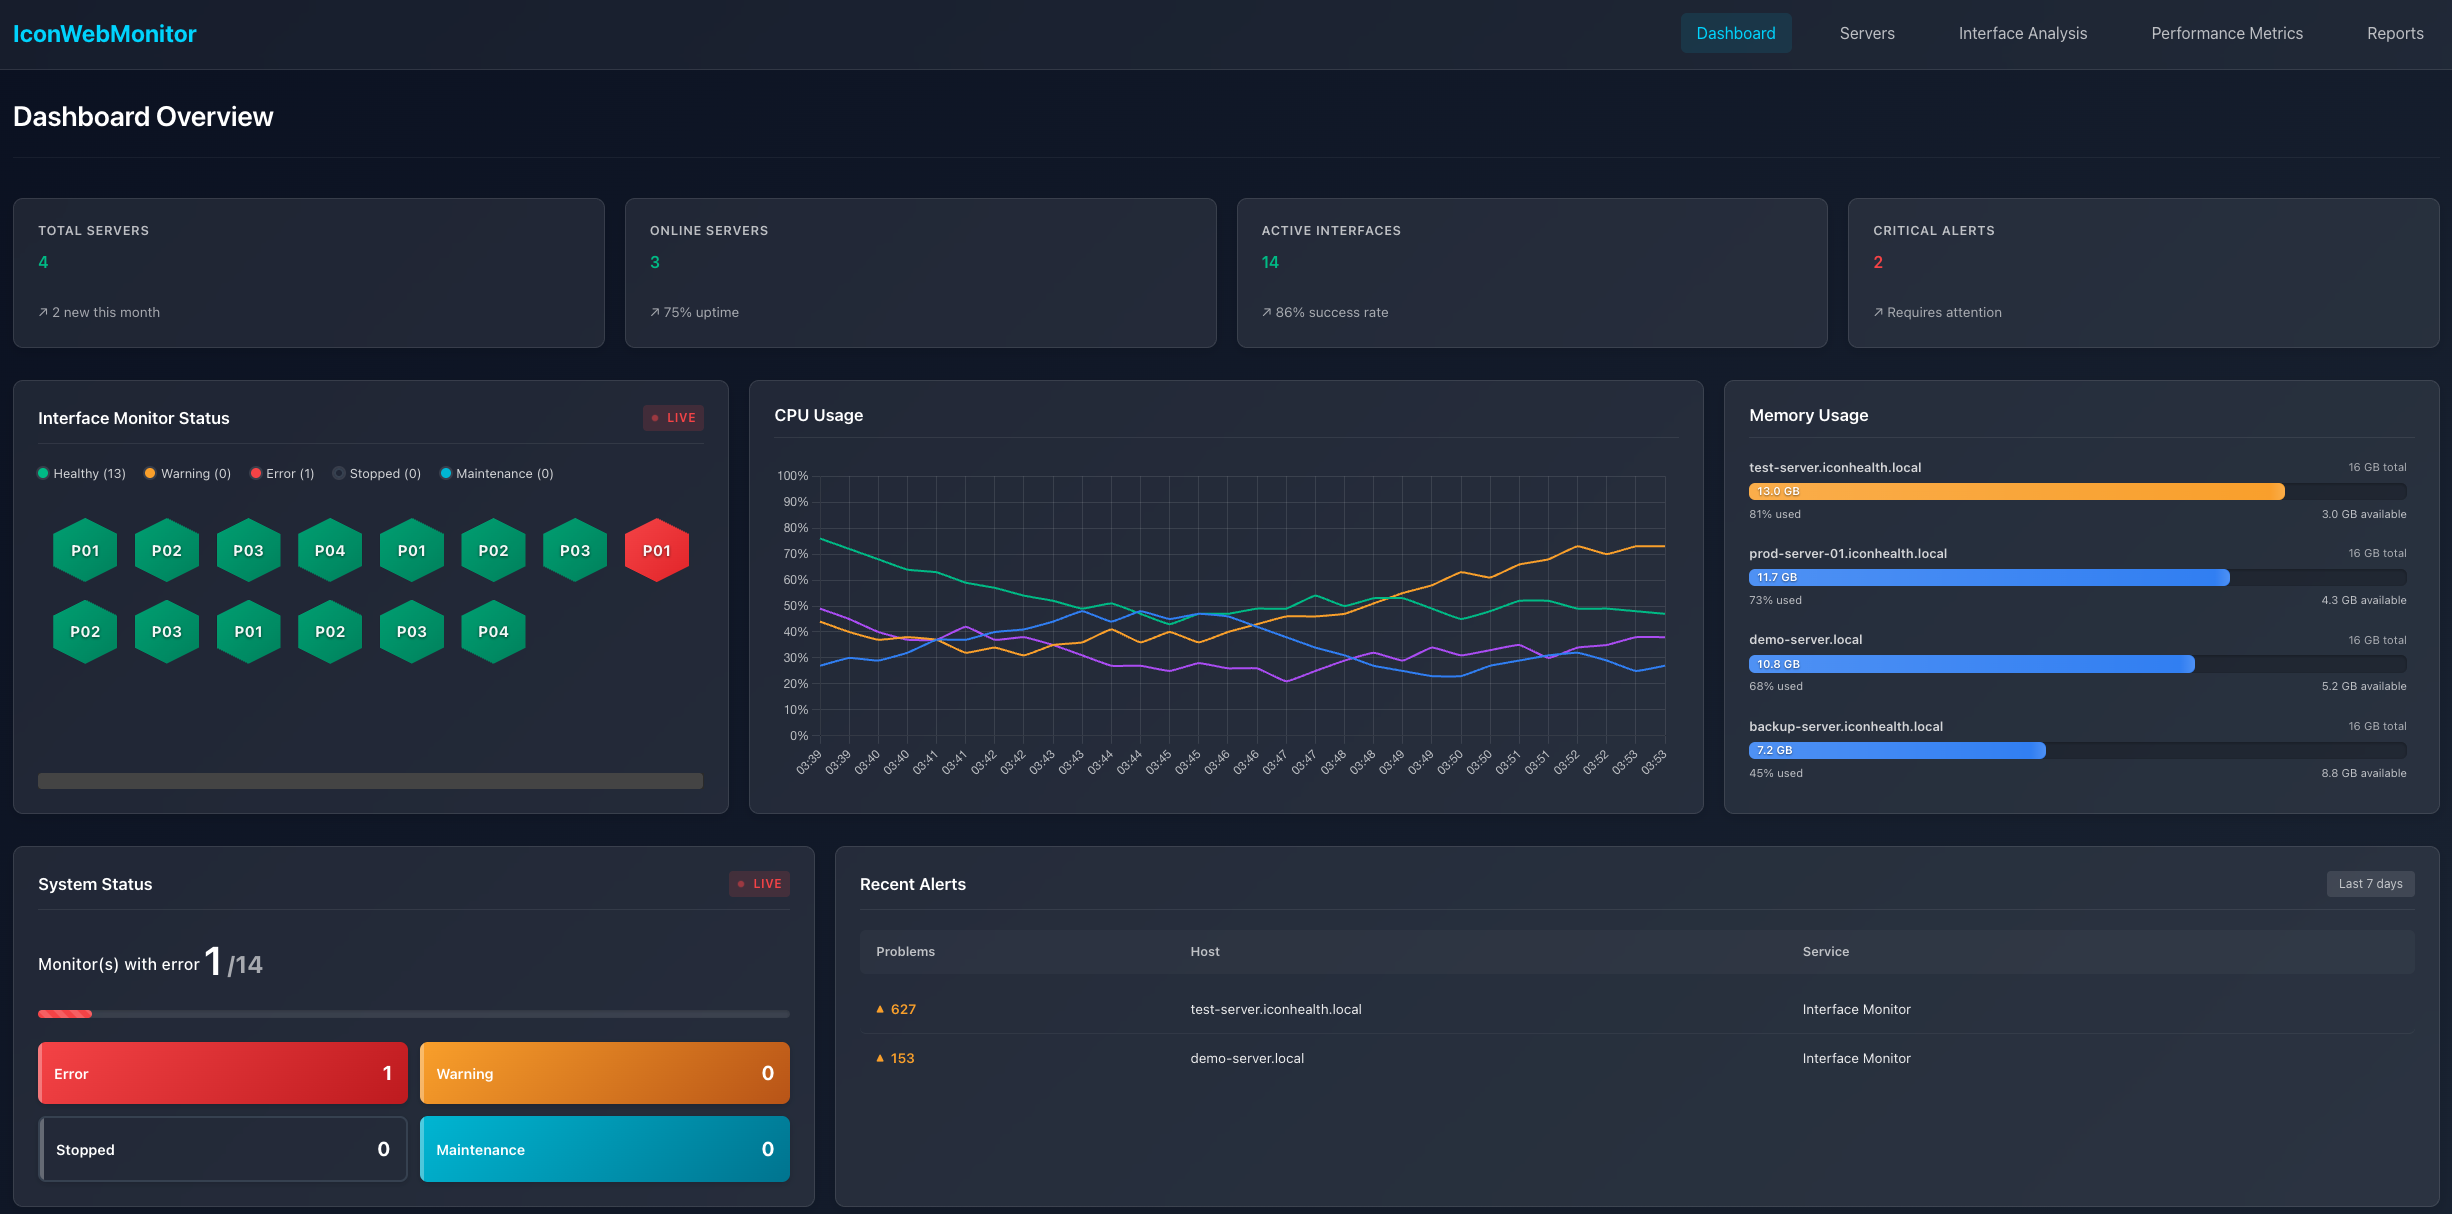 IconWebMonitor
Dashboard
Servers
Interface Analysis
Performance Metrics
Reports
Dashboard Overview
TOTAL SERVERS
4
↗ 2 new this month
ONLINE SERVERS
3
↗ 75% uptime
ACTIVE INTERFACES
14
↗ 86% success rate
CRITICAL ALERTS
2
↗ Requires attention
Interface Monitor Status
LIVE
Healthy (13) Warning (0) Error (1) Stopped (0) Maintenance (0)
P01 P02 P03 P04 P01 P02 P03 P01
P02 P03 P01 P02 P03 P04
CPU Usage
100%
90%
80%
70%
60%
50%
40%
30%
20%
10%
0%
03:39 03:39 03:40 03:40 03:41 03:41 03:42 03:42 03:43 03:43 03:44 03:44 03:45 03:45 03:46 03:46 03:47 03:47 03:48 03:48 03:49 03:49 03:50 03:50 03:51 03:51 03:52 03:52 03:53 03:53
Memory Usage
test-server.iconhealth.local 16 GB total
13.0 GB
81% used 3.0 GB available
prod-server-01.iconhealth.local 16 GB total
11.7 GB
73% used 4.3 GB available
demo-server.local 16 GB total
10.8 GB
68% used 5.2 GB available
backup-server.iconhealth.local 16 GB total
7.2 GB
45% used 8.8 GB available
System Status
LIVE
Monitor(s) with error 1/14
Error 1
Warning 0
Stopped 0
Maintenance 0
Recent Alerts
Last 7 days
Problems Host Service
▲ 627 test-server.iconhealth.local Interface Monitor
▲ 153 demo-server.local Interface Monitor